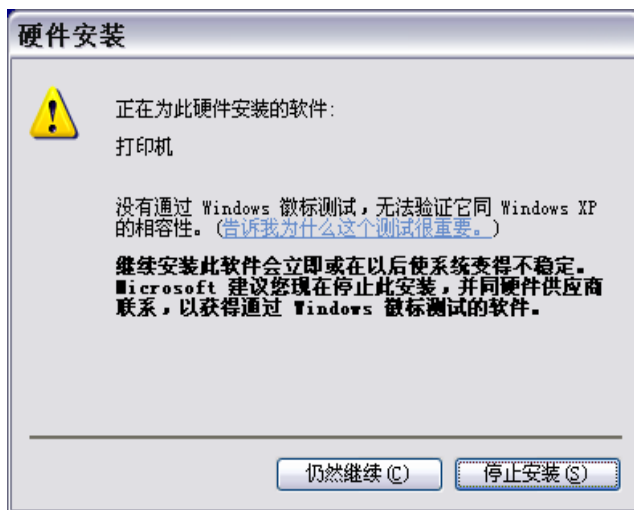 硬件安装
正在为此硬件安装的软件:
打印机
没有通过 Windows 徽标测试，无法验证它同 Windows XP
的相容性。(告诉我为什么这个测试很重要。)
继续安装此软件会立即或在以后使系统变得不稳定。
Microsoft 建议您现在停止此安装，并同硬件供应商
联系，以获得通过 Windows 徽标测试的软件。
仍然继续(C)
停止安装(S)